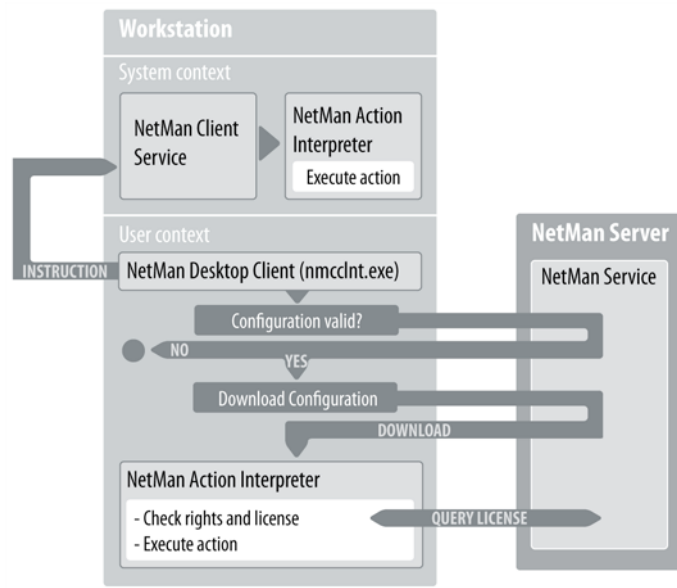 Workstation
System context
NetMan Client
Service
NetMan Action
Interpreter
Execute action
User context
INSTRUCTION
NetMan Desktop Client (nmcclnt.exe)
Configuration valid?
NO
YES
Download Configuration
DOWNLOAD
NetMan Action Interpreter
- Check rights and license
- Execute action
QUERY LICENSE
NetMan Server
NetMan Service